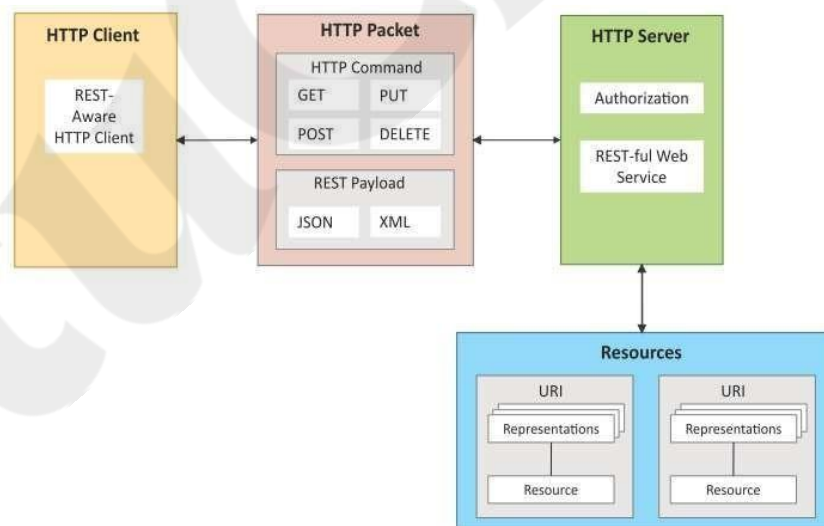 HTTP Client
REST-
Aware
HTTP Client
HTTP Packet
HTTP Command
GET
PUT
POST
DELETE
REST Payload
JSON
XML
HTTP Server
Authorization
REST-ful Web
Service
Resources
URI
Representations
Resource
URI
Representations
Resource